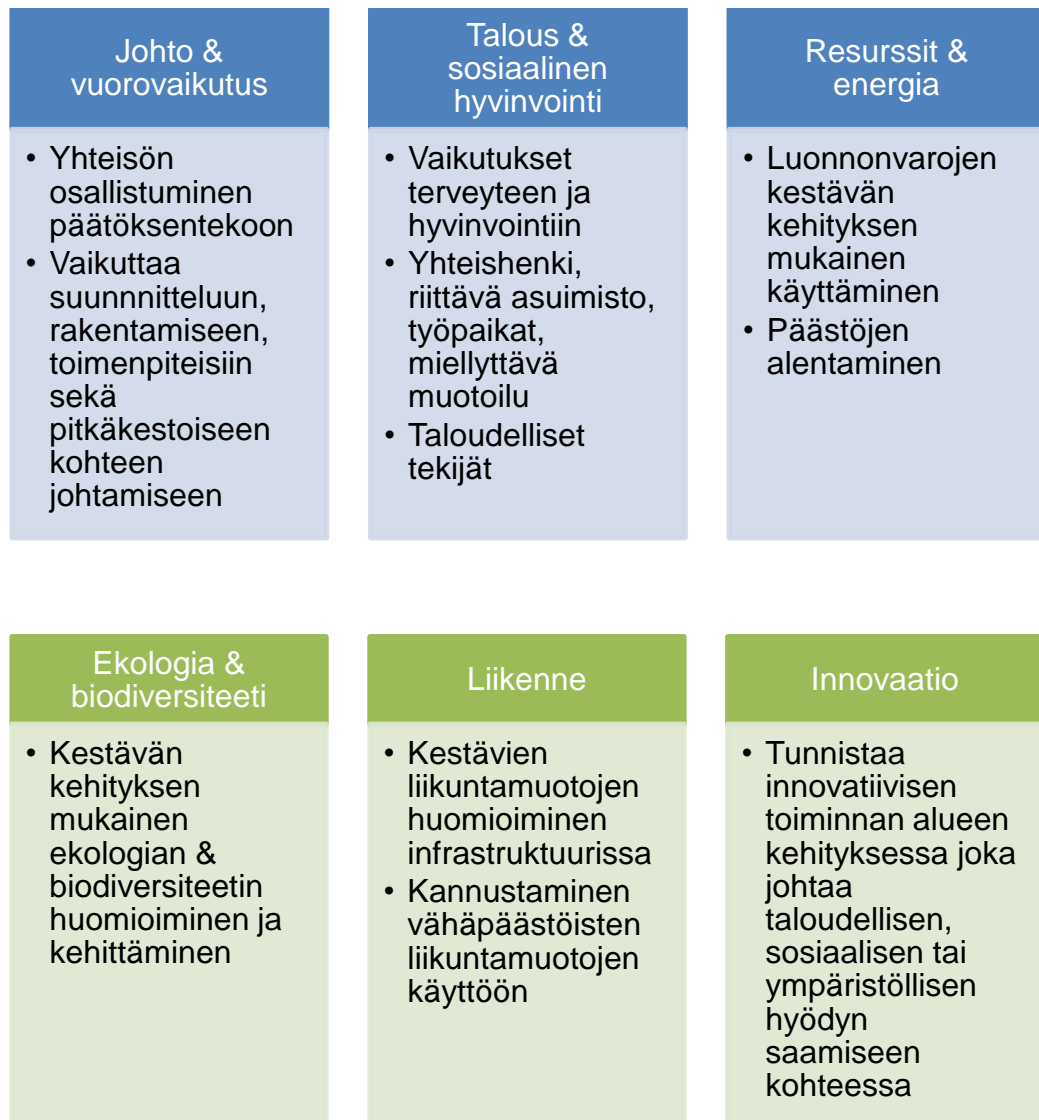 Johto &
vuorovaikutus
• Yhteisön
osallistuminen
päätöksentekoon
• Vaikuttaa
suunnnitteluun,
rakentamiseen,
toimenpiteisiin
sekä
pitkäkestoiseen
kohteen
johtamiseen
Talous &
sosiaalinen
hyvinvointi
• Vaikutukset
terveyteen ja
hyvinvointiin
• Yhteishenki,
riittävä asuimisto,
työpaikat,
miellyttävä
muotoilu
• Taloudelliset
tekijät
Resurssit &
energia
• Luonnonvarojen
kestävän
kehityksen
mukainen
käyttäminen
• Päästöjen
alentaminen
Ekologia &
biodiversiteeti
• Kestävän
kehityksen
mukainen
ekologian &
biodiversiteetin
huomioiminen ja
kehittäminen
Liikenne
• Kestävien
liikuntamuotojen
huomioiminen
infrastruktuurissa
• Kannustaminen
vähäpäästöisten
liikuntamuotojen
käyttöön
Innovaatio
• Tunnistaa
innovatiivisen
toiminnan alueen
kehityksessa joka
johtaa
taloudellisen,
sosiaalisen tai
ympäristöllisen
hyödyn
saamiseen
kohteessa